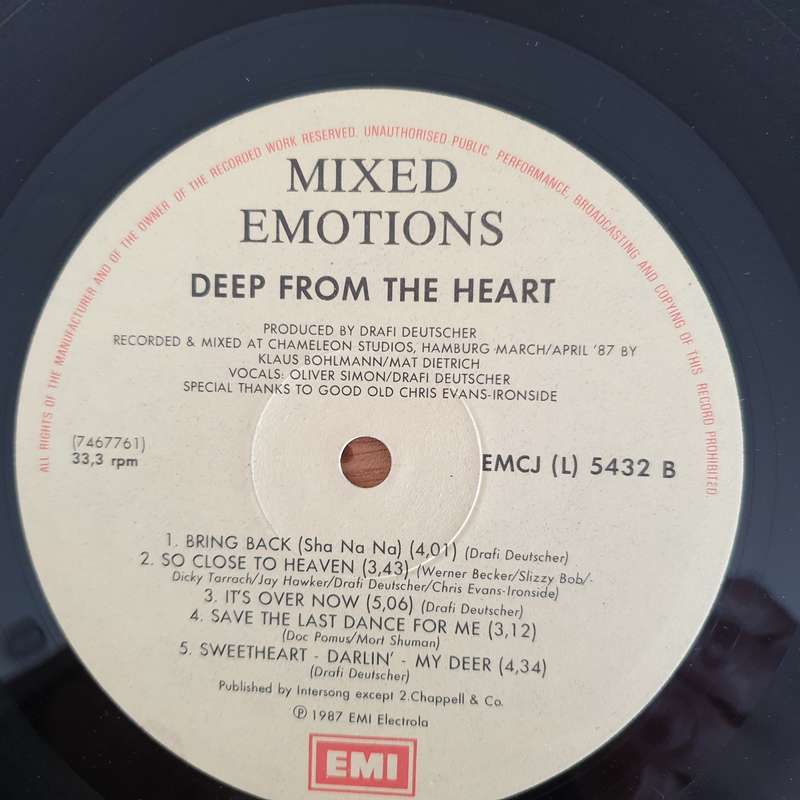 ALL RIGHTS OF THE MANUFACTURER AND OF THE OWNER OF THE RECORDED WORK RESERVED. UNAUTHORISED PUBLIC PERFORMANCE, BROADCASTING AND COPYING OF THIS RECORD PROHIBITED.
MIXED
EMOTIONS
DEEP FROM THE HEART
PRODUCED BY DRAFI DEUTSCHER
RECORDED & MIXED AT CHAMELEON STUDIOS, HAMBURG MARCH/APRIL '87 BY
KLAUS BOHLMANN/MAT DIETRICH
VOCALS: OLIVER SIMON/DRAFI DEUTSCHER
SPECIAL THANKS TO GOOD OLD CHRIS EVANS-IRONSIDE
(7467761)
33,3 rpm
EMCJ (L) 5432 B
1. BRING BACK (Sha Na Na) (4,01) (Drafi Deutscher)
2. SO CLOSE TO HEAVEN (3,43) (Werner Becker/Slizzy Bob/-
Dicky Tarrach/Jay Hawker/Drafi Deutscher/Chris Evans-Ironside)
3. IT'S OVER NOW (5,06) (Drafi Deutscher)
4. SAVE THE LAST DANCE FOR ME (3,12)
(Doc Pomus/Mort Shuman)
5. SWEETHEART - DARLIN' - MY DEER (4,34)
(Drafi Deutscher)
Published by Intersong except 2.Chappell & Co.
℗ 1987 EMI Electrola
EMI